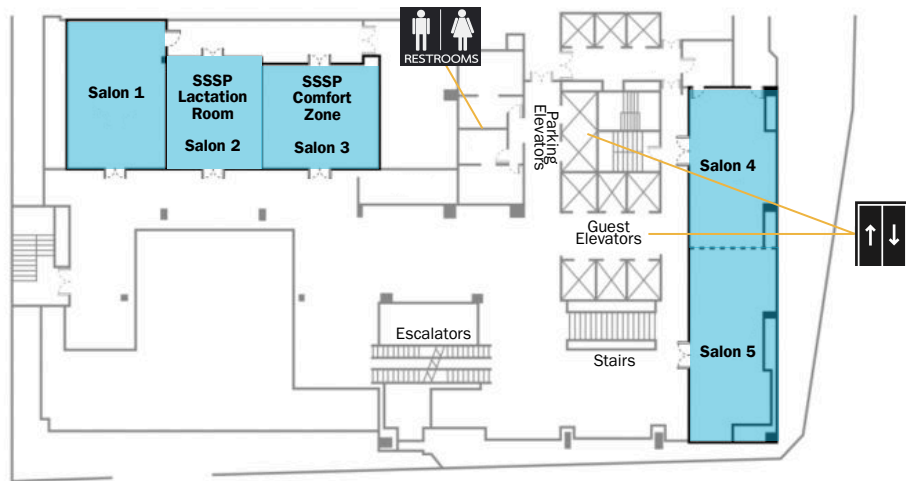 RESTROOMS
Salon 1
SSSP
Lactation
Room
Salon 2
SSSP
Comfort
Zone
Salon 3
Parking
Elevators
Salon 4
Guest
Elevators
Escalators
Stairs
Salon 5